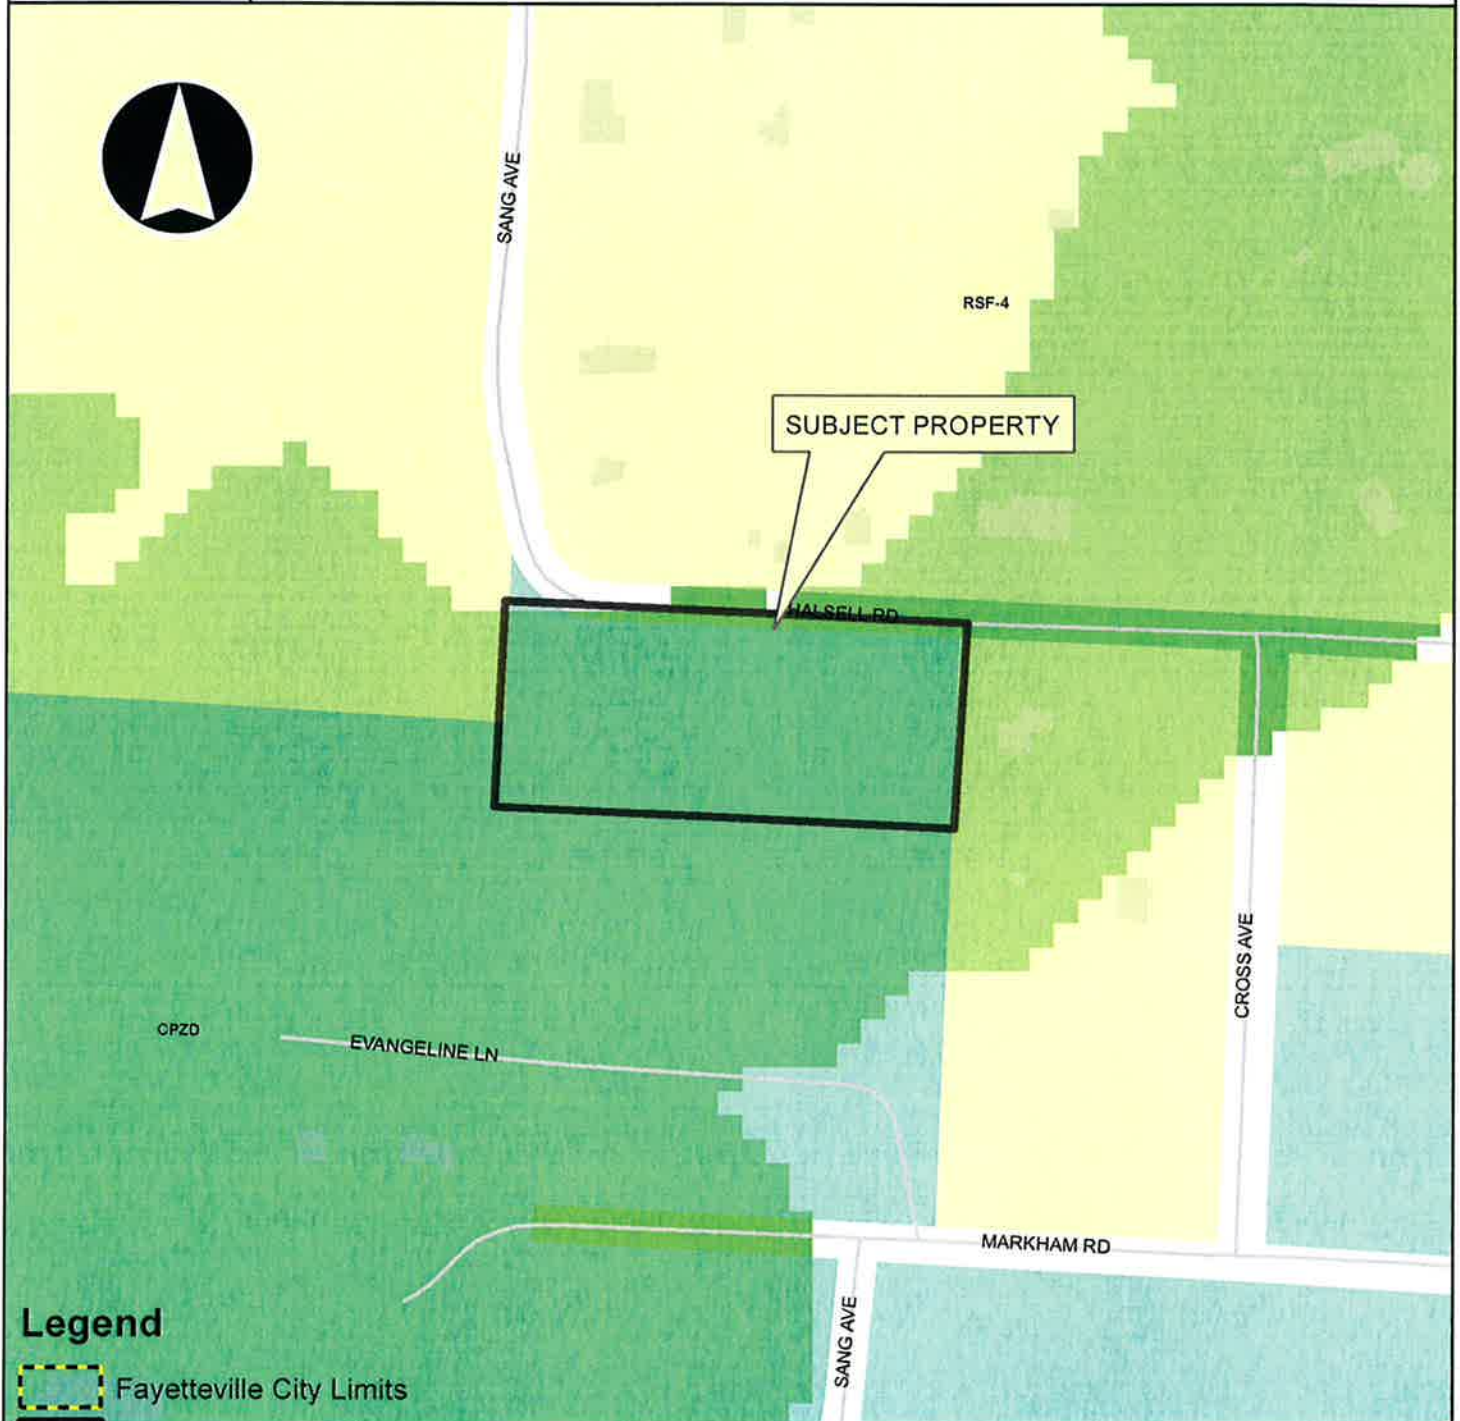 SANG AVE
RSF-4
SUBJECT PROPERTY
HALSELL RD
CROSS AVE
CPZD
EVANGELINE LN
MARKHAM RD
SANG AVE
Legend
Fayetteville City Limits